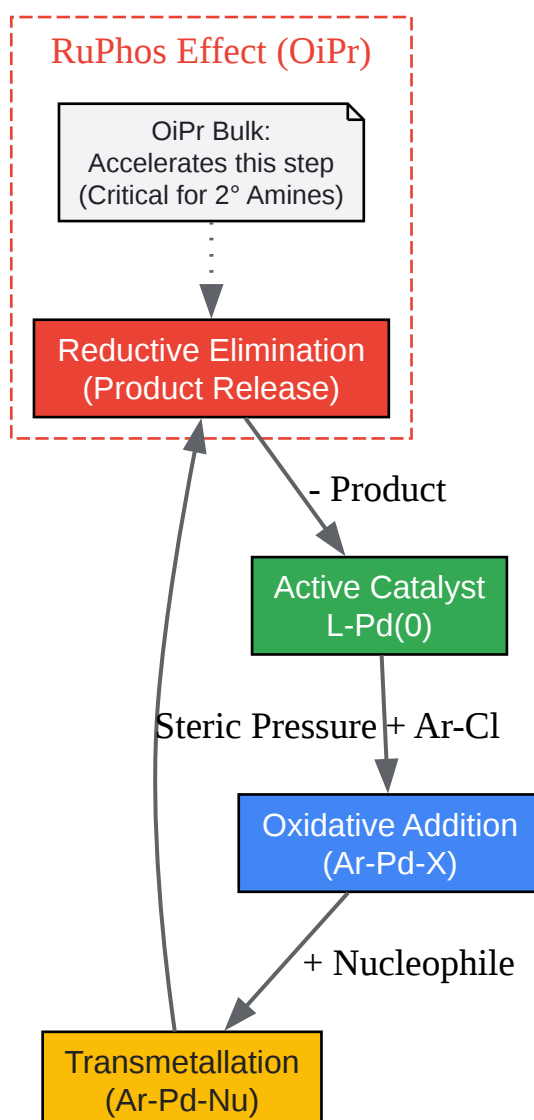 RuPhos Effect (OiPr)
OiPr Bulk:
Accelerates this step
(Critical for 2° Amines)
Reductive Elimination
(Product Release)
- Product
Active Catalyst
L-Pd(0)
Steric Pressure
+ Ar-Cl
Oxidative Addition
(Ar-Pd-X)
+ Nucleophile
Transmetallation
(Ar-Pd-Nu)